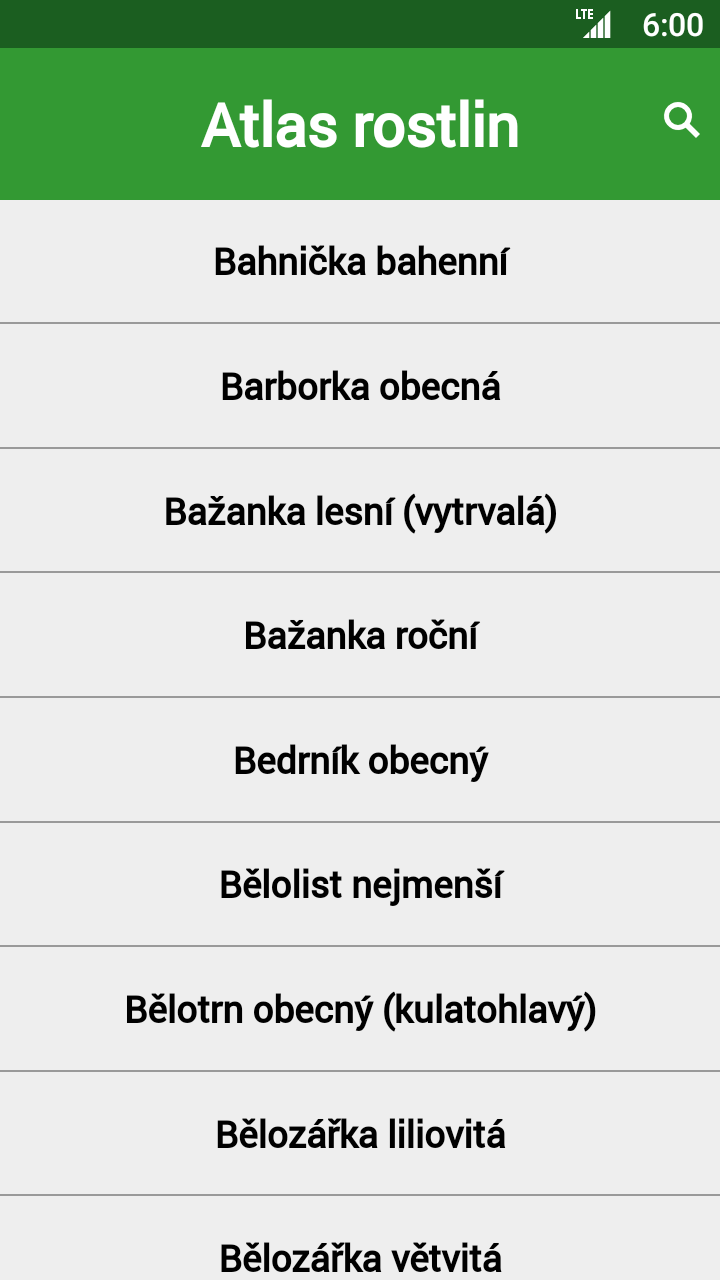 LTE 6:00
Atlas rostlin
Bahnička bahenní
Barborka obecná
Bažanka lesní (vytrvalá)
Bažanka roční
Bedrník obecný
Bělolist nejmenší
Bělotrn obecný (kulatohlavý)
Bělozářka liliovitá
Bělozářka větvitá